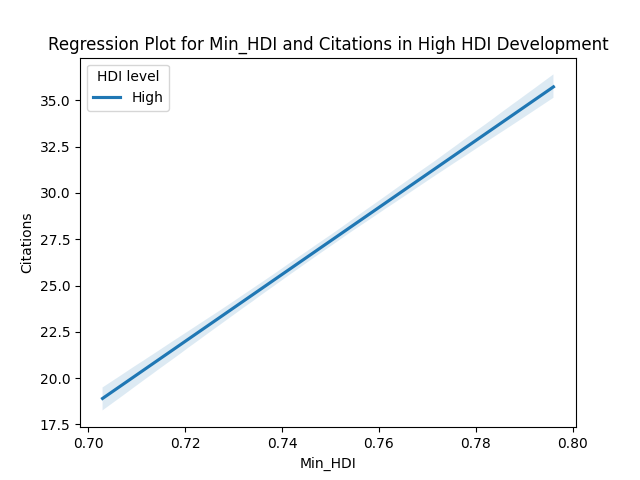 Regression Plot for Min_HDI and Citations in High HDI Development
HDI level
High
35.0
32.5
30.0
27.5
25.0
22.5
20.0
17.5
Citations
0.70 0.72 0.74 0.76 0.78 0.80
Min_HDI